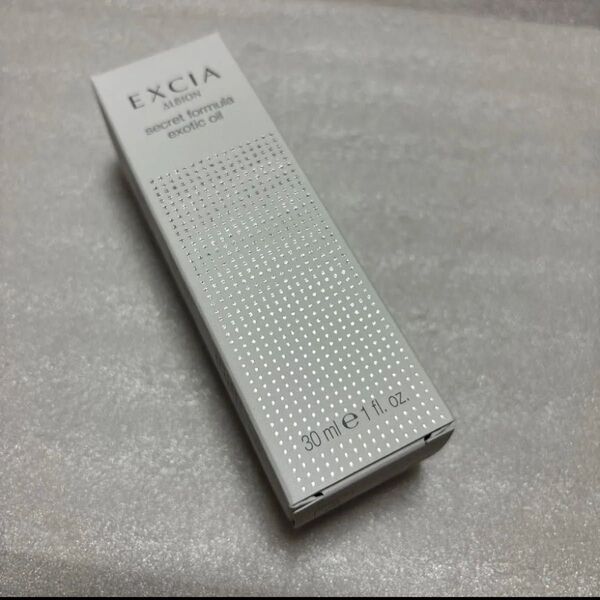 EXCIA
ALBION
secret formula
exotic oil
30 ml ℮ 1 fl. oz.